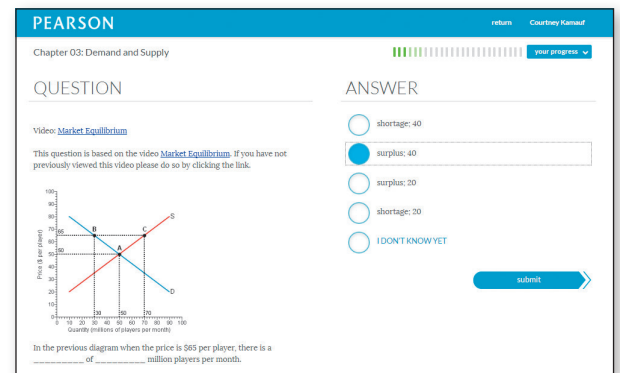 PEARSON
return Courtney Kamauf
Chapter 03: Demand and Supply
your progress
QUESTION
Video: Market Equilibrium
This question is based on the video Market Equilibrium. If you have not
previously viewed this video please do so by clicking the link.
Price ($ per player)
100
90
80
70
65
60
50
50
40
30
20
10
0
B
C
A
S
D
30
50
70
0 10 20 30 40 50 60 70 80 90 100
Quantity (millions of players per month)
In the previous diagram when the price is $65 per player, there is a
_________ of _________ million players per month.
ANSWER
shortage; 40
surplus; 40
surplus; 20
shortage; 20
I DON'T KNOW YET
submit